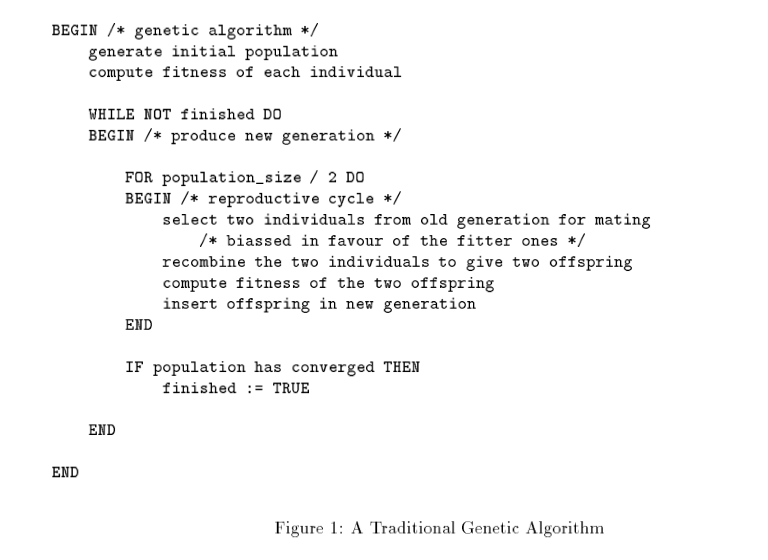 BEGIN /* genetic algorithm */
generate initial population
compute fitness of each individual
WHILE NOT finished DO
BEGIN /* produce new generation */
FOR population_size / 2 DO
BEGIN /* reproductive cycle */
select two individuals from old generation for mating
/* biassed in favour of the fitter ones */
recombine the two individuals to give two offspring
compute fitness of the two offspring
insert offspring in new generation
END
IF population has converged THEN
finished := TRUE
END
END
Figure 1: A Traditional Genetic Algorithm